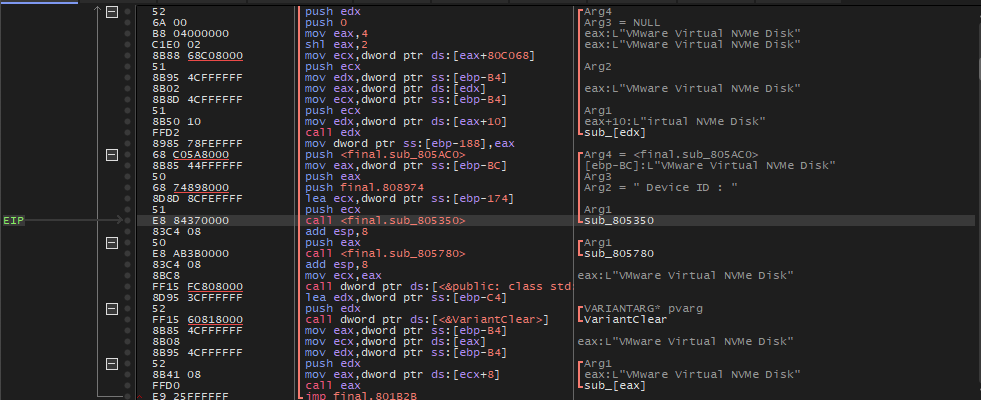 52 push edx Arg4
6A 00 push 0 Arg3 = NULL
B8 04000000 mov eax,4 eax:L"VMware Virtual NVMe Disk"
C1E0 02 shl eax,2 eax:L"VMware Virtual NVMe Disk"
8B88 68C08000 mov ecx,dword ptr ds:[eax+80C068]
51 push ecx Arg2
8B95 4CFFFFFF mov edx,dword ptr ss:[ebp-B4]
8B02 mov eax,dword ptr ds:[edx] eax:L"VMware Virtual NVMe Disk"
8B8D 4CFFFFFF mov ecx,dword ptr ss:[ebp-B4]
51 push ecx Arg1
8B50 10 mov edx,dword ptr ds:[eax+10] eax+10:L"irtual NVMe Disk"
FFD2 call edx sub_[edx]
8985 78FEFFFF mov dword ptr ss:[ebp-188],eax
68 C05A8000 push <final.sub_805AC0> Arg4 = <final.sub_805AC0>
8B85 44FFFFFF mov eax,dword ptr ss:[ebp-BC] [ebp-BC]:L"VMware Virtual NVMe Disk"
50 push eax Arg3
68 74898000 push final.808974 Arg2 = " Device ID : "
8D8D 8CFEFFFF lea ecx,dword ptr ss:[ebp-174]
51 push ecx Arg1
EIP E8 84370000 call <final.sub_805350> sub_805350
83C4 08 add esp,8
50 push eax Arg1
E8 AB3B0000 call <final.sub_805780> sub_805780
83C4 08 add esp,8
8BC8 mov ecx,eax eax:L"VMware Virtual NVMe Disk"
FF15 FC808000 call dword ptr ds:[<&public: class std:
8D95 3CFFFFFF lea edx,dword ptr ss:[ebp-C4]
52 push edx VARIANTARG* pvarg
FF15 60818000 call dword ptr ds:[<&VariantClear>] VariantClear
8B85 4CFFFFFF mov eax,dword ptr ss:[ebp-B4]
8B08 mov ecx,dword ptr ds:[eax] eax:L"VMware Virtual NVMe Disk"
8B95 4CFFFFFF mov edx,dword ptr ss:[ebp-B4]
52 push edx Arg1
8B41 08 mov eax,dword ptr ds:[ecx+8] eax:L"VMware Virtual NVMe Disk"
FFD0 call eax sub_[eax]
E9 25FFFFFF jmp final.801B2B